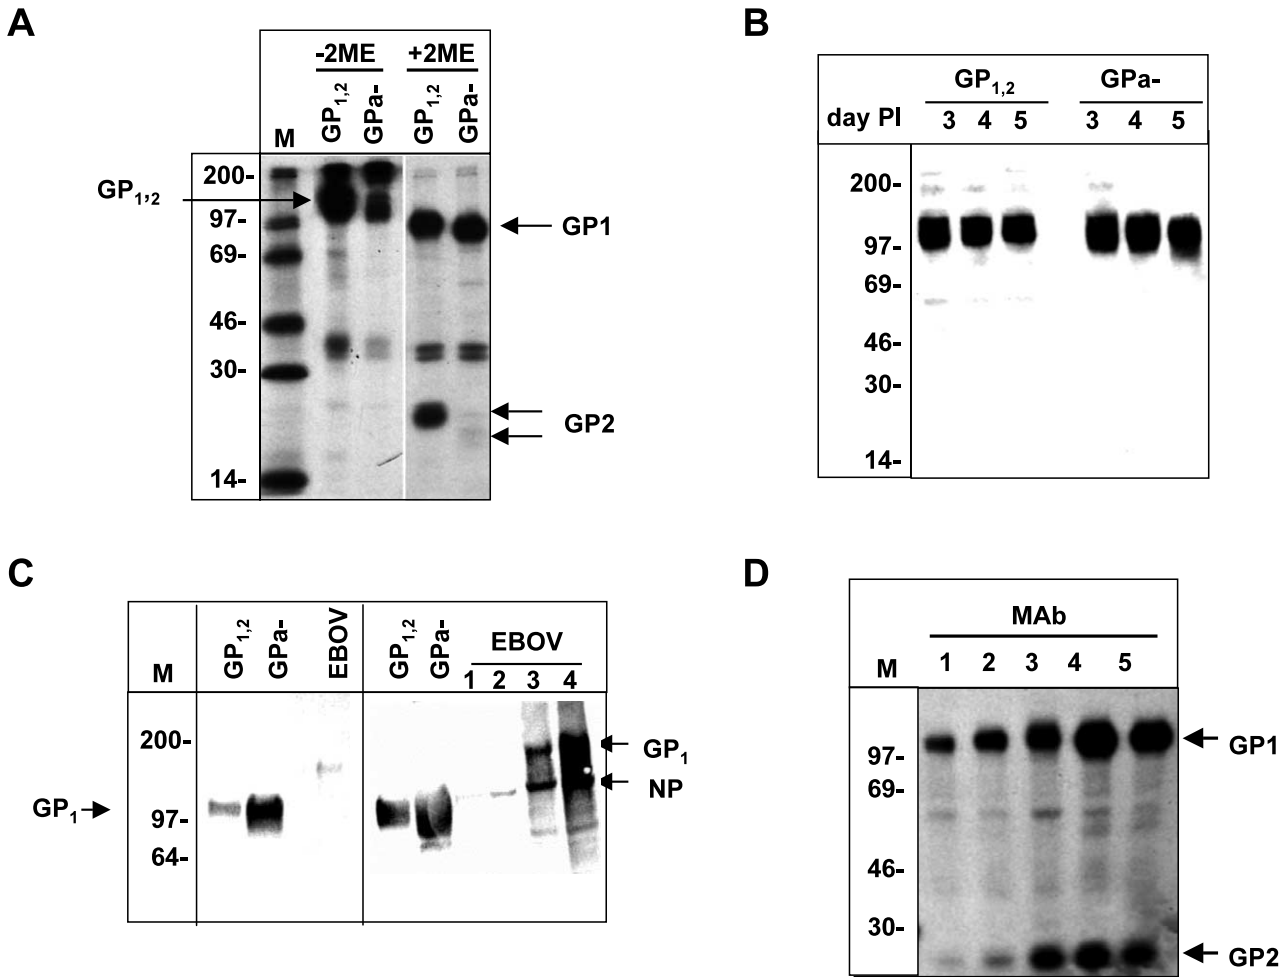 A
-2ME +2ME
M GP1,2 GPa- GP1,2 GPa-
200-
GP1,2
97-
GP1
69-
46-
30-
GP2
14-
B
GP1,2 GPa-
day PI 3 4 5 3 4 5
200-
97-
69-
46-
30-
14-
C
M GP1,2 GPa- EBOV GP1,2 GPa- EBOV
1 2 3 4
200-
GP1
NP
GP1
97-
64-
D
MAb
M 1 2 3 4 5
GP1
97-
69-
46-
30-
GP2